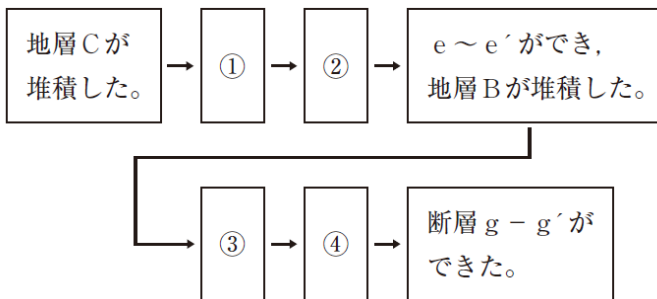 地層Cが
堆積した。
①
②
e～e´ができ，
地層Bが堆積した。
③
④
断層g－g´が
できた。